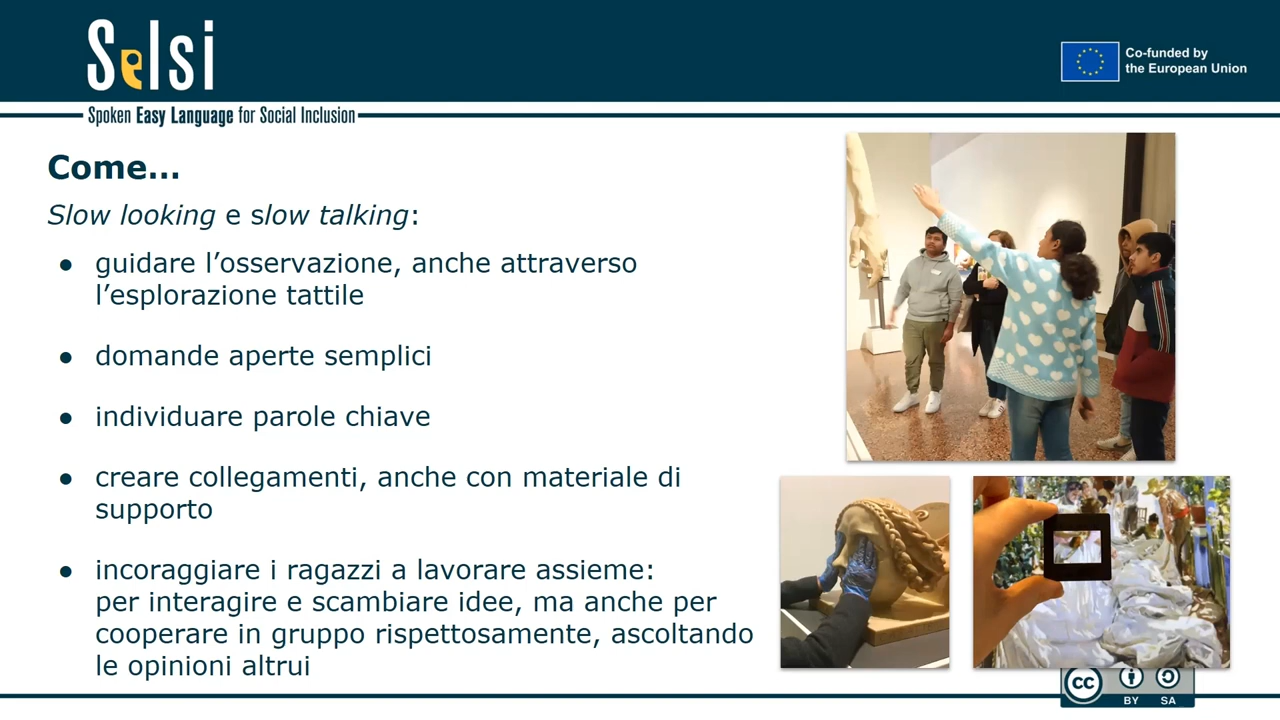 Selsi
Spoken Easy Language for Social Inclusion
Co-funded by
the European Union
Come...
Slow looking e slow talking:
● guidare l’osservazione, anche attraverso
l’esplorazione tattile
● domande aperte semplici
● individuare parole chiave
● creare collegamenti, anche con materiale di
supporto
● incoraggiare i ragazzi a lavorare assieme:
per interagire e scambiare idee, ma anche per
cooperare in gruppo rispettosamente, ascoltando
le opinioni altrui
cc
BY SA